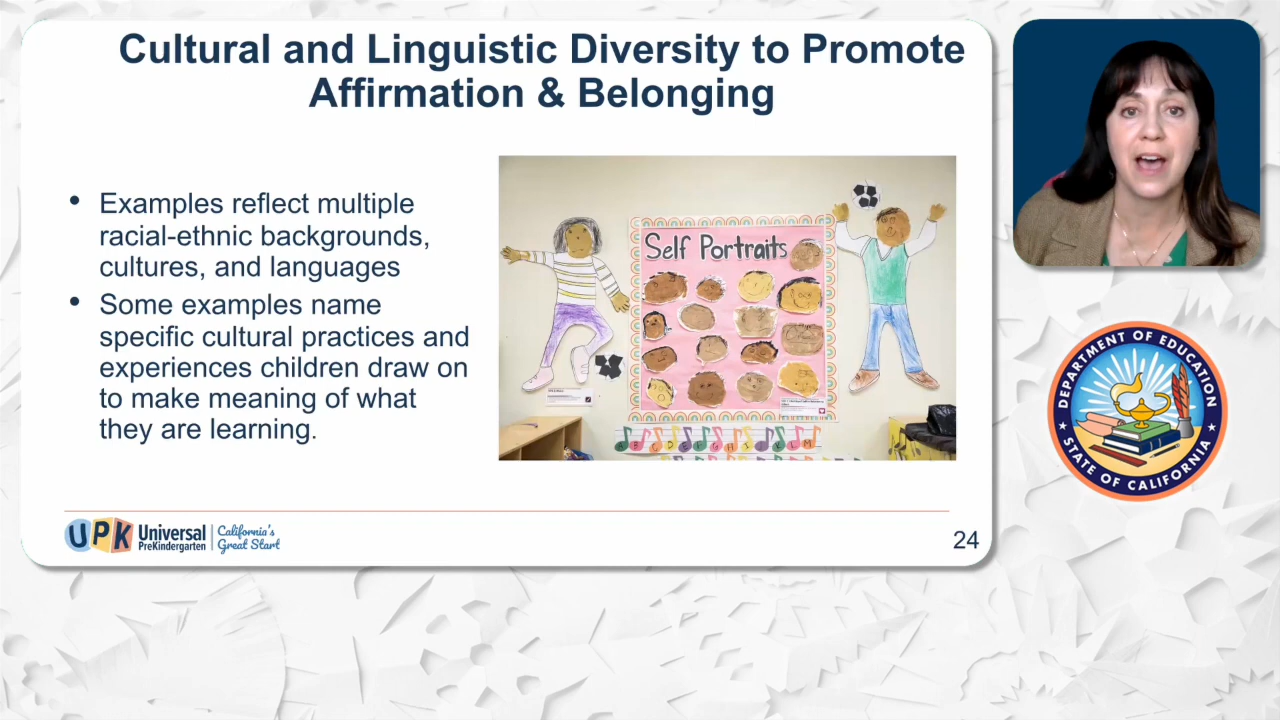 Cultural and Linguistic Diversity to Promote
Affirmation & Belonging
• Examples reflect multiple
racial-ethnic backgrounds,
cultures, and languages
• Some examples name
specific cultural practices and
experiences children draw on
to make meaning of what
they are learning.
Self Portraits
UPK Universal
PreKindergarten
California's
Great Start
24
DEPARTMENT OF EDUCATION
STATE OF CALIFORNIA